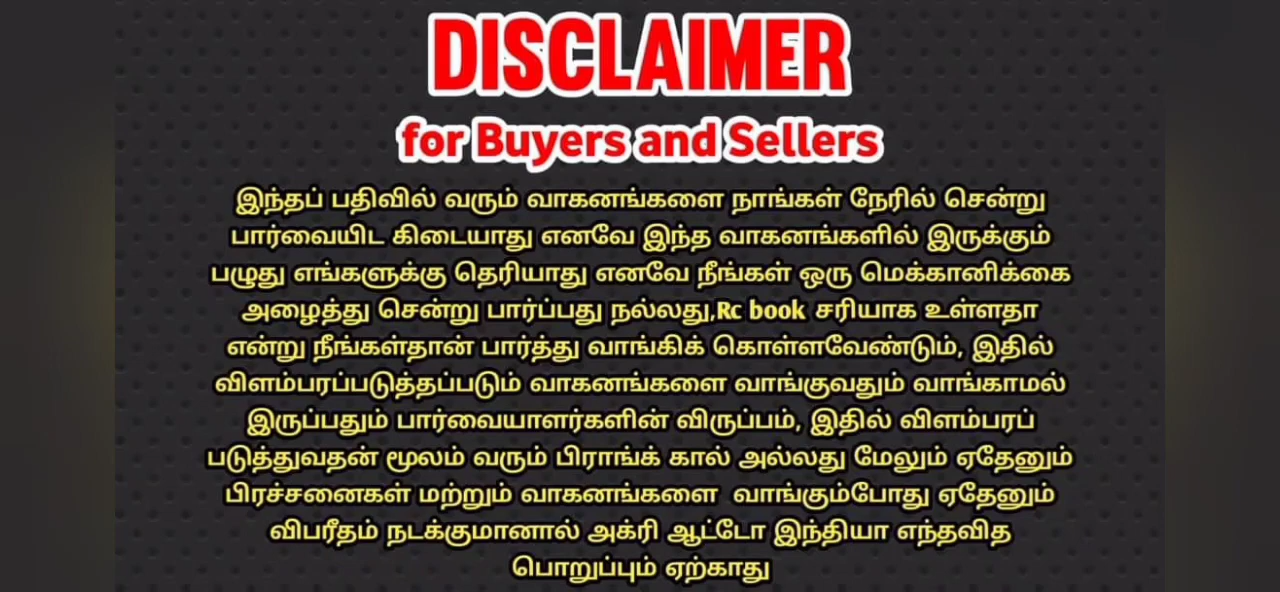 DISCLAIMER
for Buyers and Sellers
இந்தப் பதிவில் வரும் வாகனங்களை நாங்கள் நேரில் சென்று
பார்வையிட கிடையாது எனவே இந்த வாகனங்களில் இருக்கும்
பழுது எங்களுக்கு தெரியாது எனவே நீங்கள் ஒரு மெக்கானிக்கை
அழைத்து சென்று பார்ப்பது நல்லது,Rc book சரியாக உள்ளதா
என்று நீங்கள்தான் பார்த்து வாங்கிக் கொள்ளவேண்டும், இதில்
விளம்பரப்படுத்தப்படும் வாகனங்களை வாங்குவதும் வாங்காமல்
இருப்பதும் பார்வையாளர்களின் விருப்பம், இதில் விளம்பரப்
படுத்துவதன் மூலம் வரும் பிராங்க் கால் அல்லது மேலும் ஏதேனும்
பிரச்சனைகள் மற்றும் வாகனங்களை வாங்கும்போது ஏதேனும்
விபரீதம் நடக்குமானால் அக்ரி ஆட்டோ இந்தியா எந்தவித
பொறுப்பும் ஏற்காது